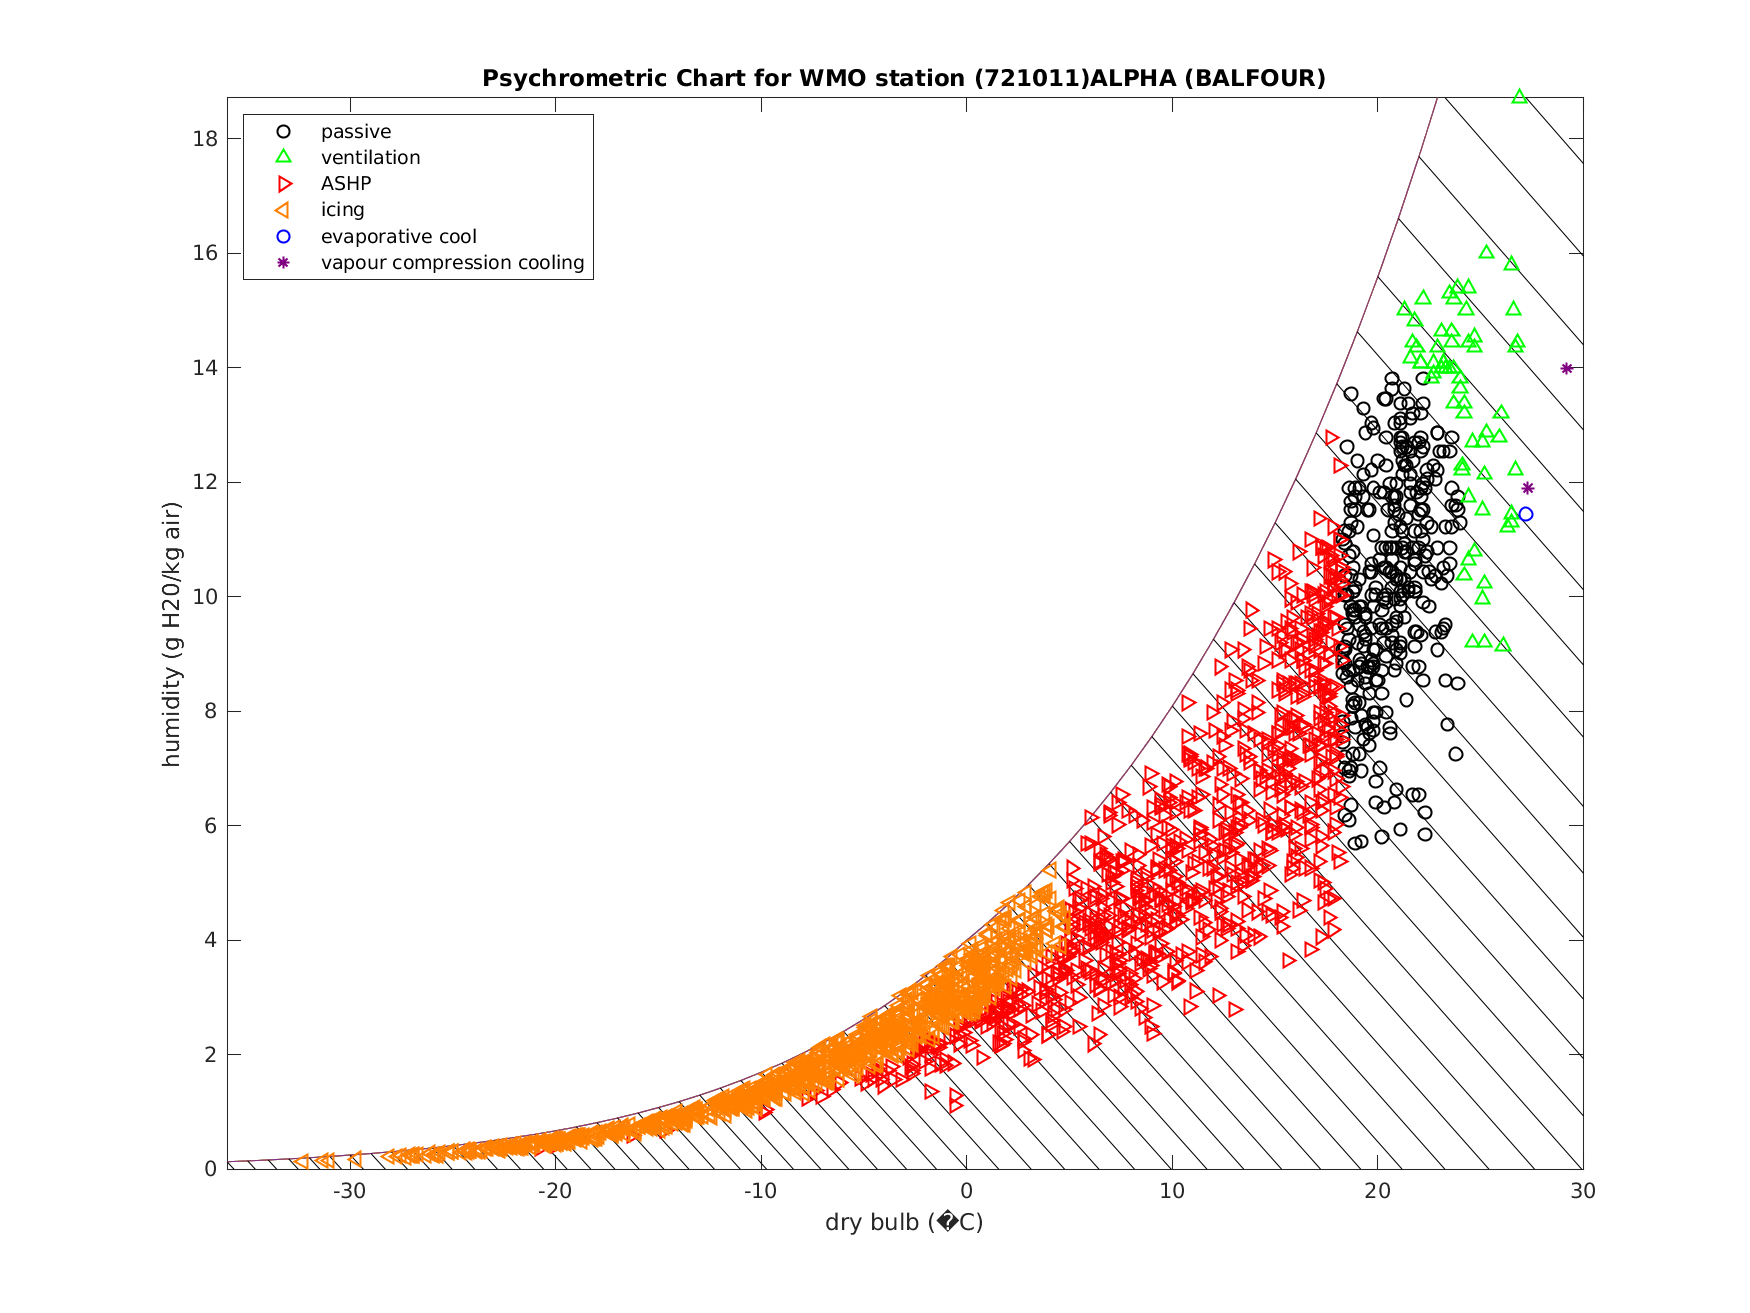 Psychrometric Chart for WMO station (721011)ALPHA (BALFOUR)
passive
ventilation
ASHP
icing
evaporative cool
vapour compression cooling
18
16
14
12
10
8
6
4
2
0
humidity (g H20/kg air)
-30 -20 -10 0 10 20 30
dry bulb (�C)